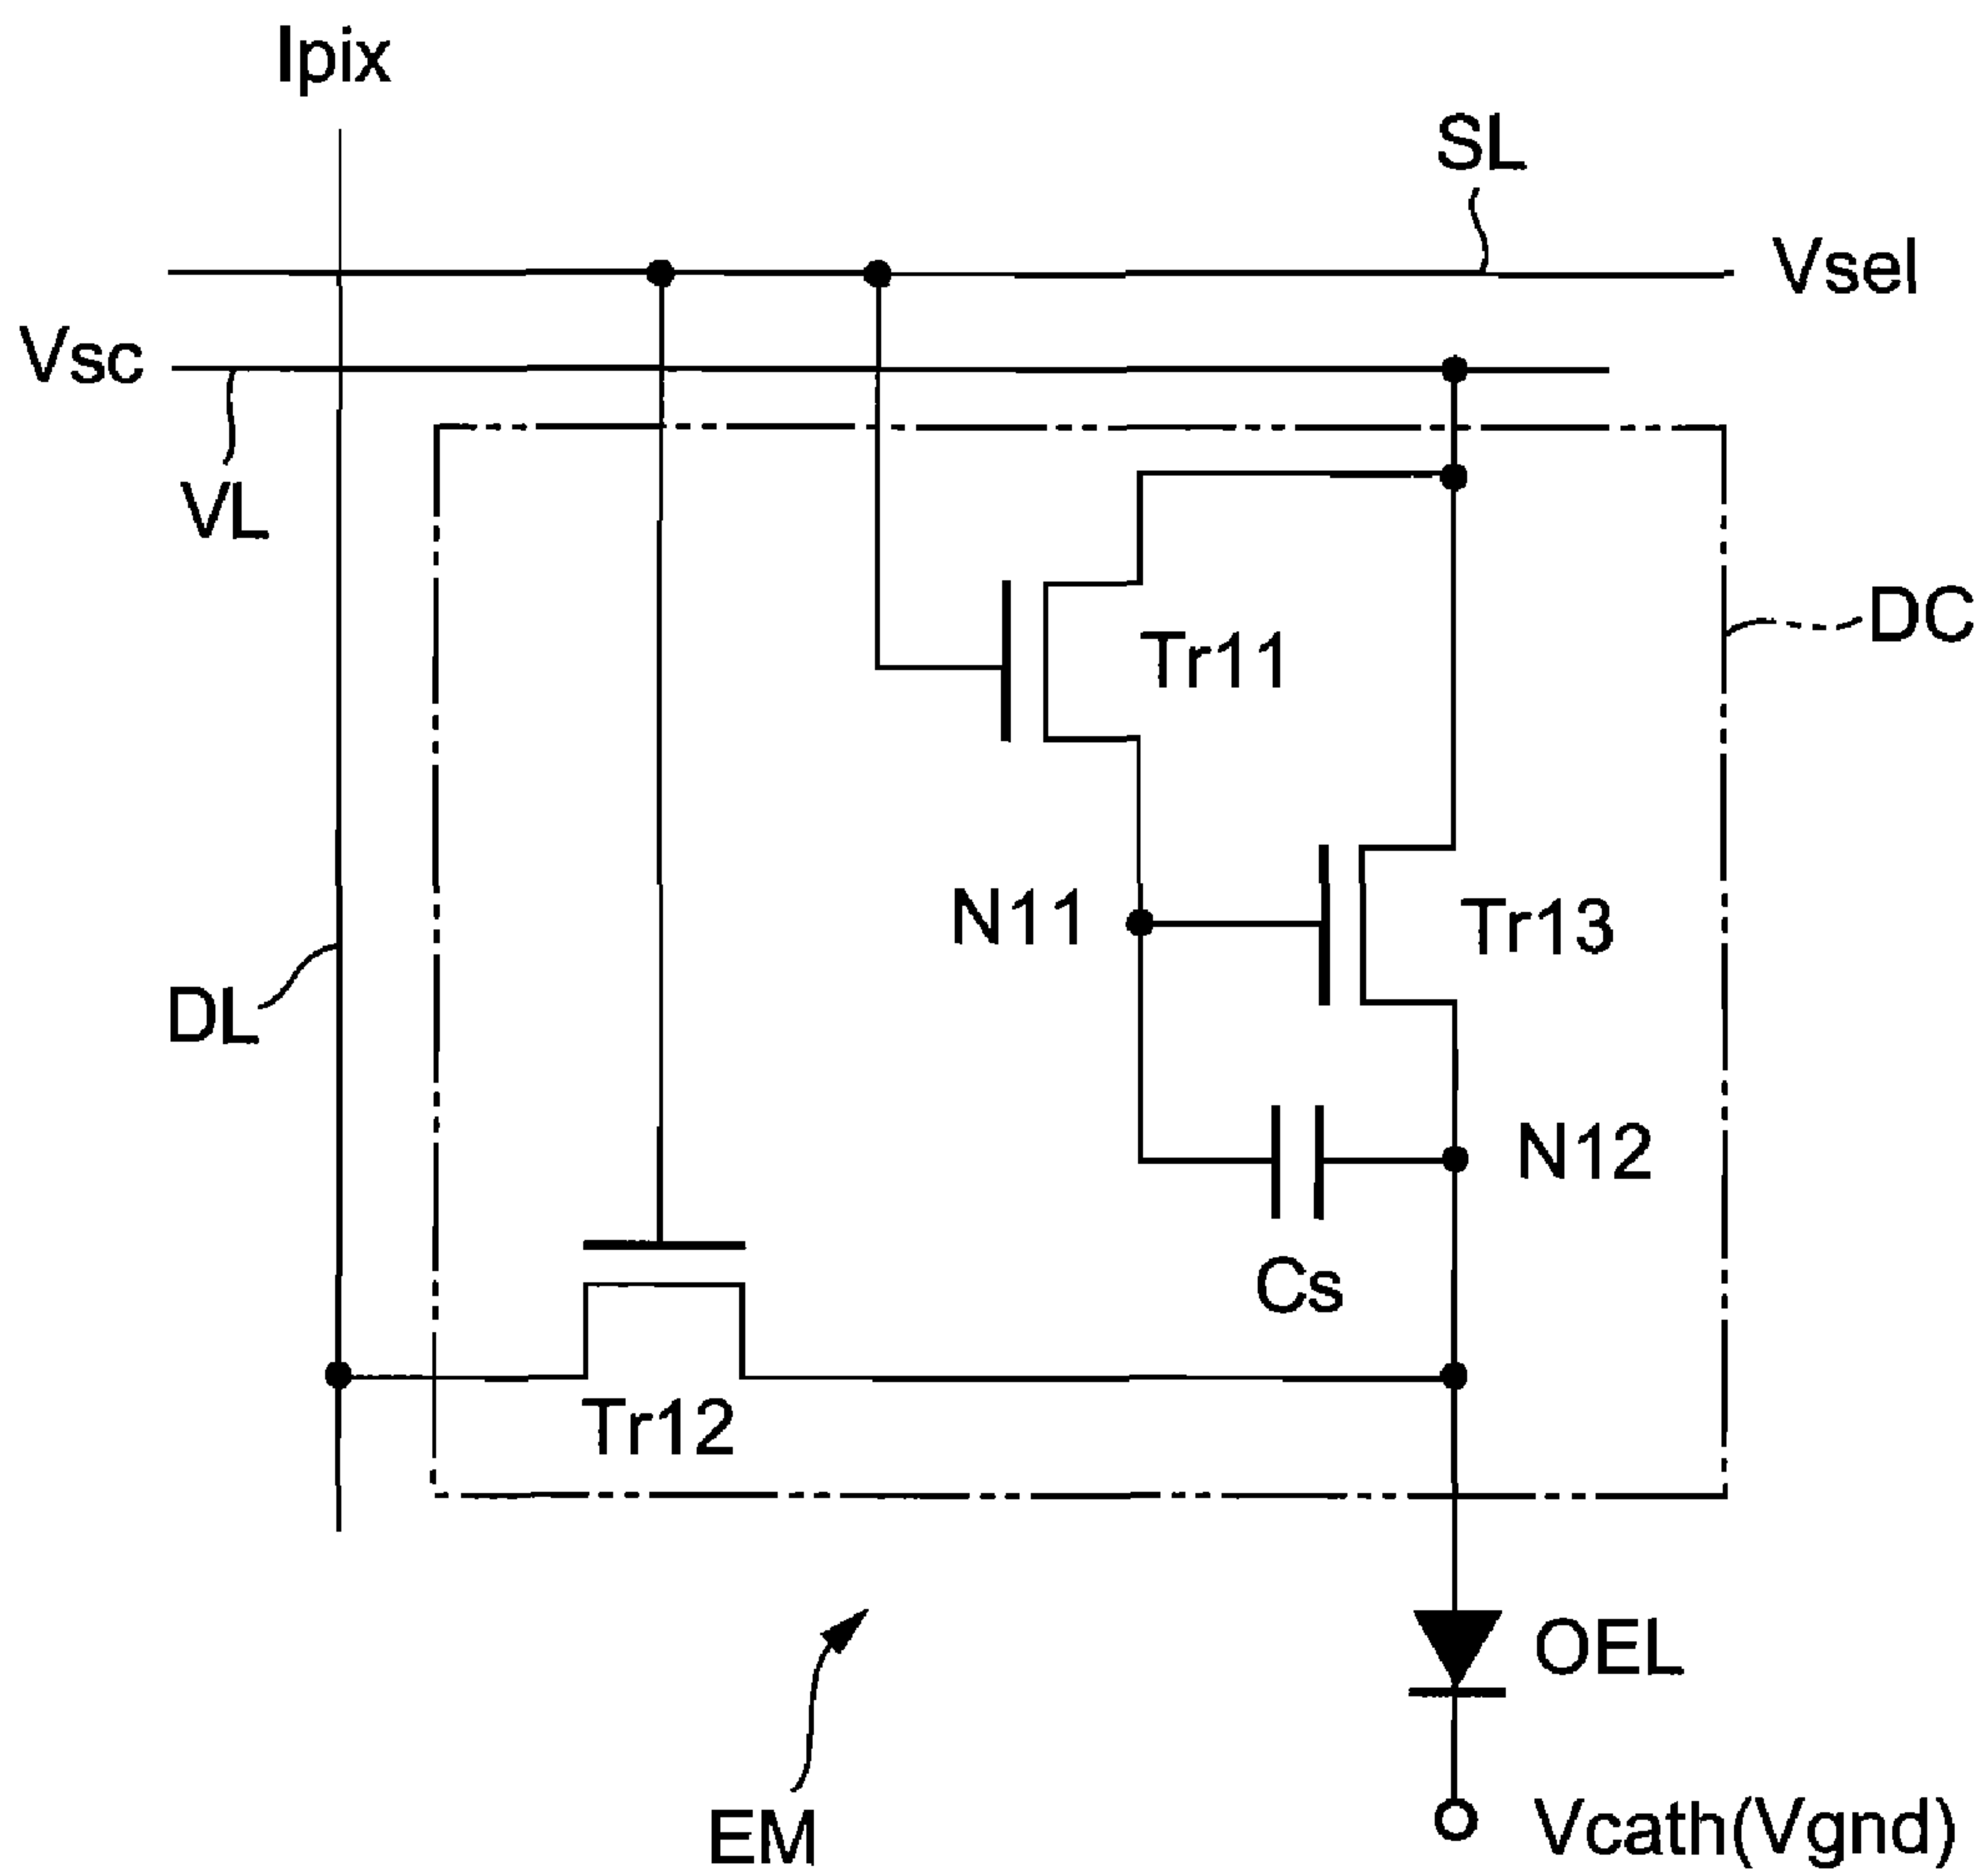 Ipix
SL
Vsel
Vsc
VL
DC
Tr11
N11
Tr13
DL
N12
Cs
Tr12
OEL
EM
Vcath(Vgnd)